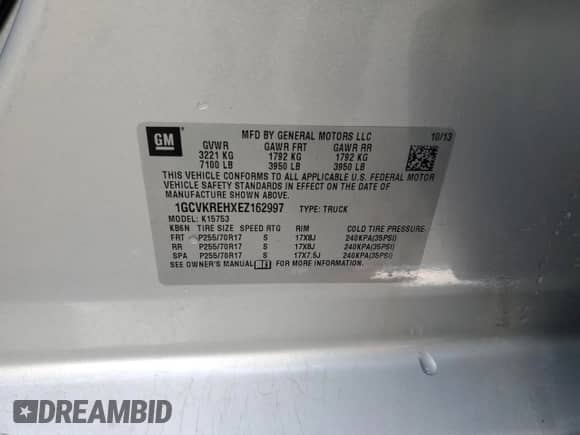 GM
MFD BY GENERAL MOTORS LLC 10/13
GVWR GAWR FRT GAWR RR
3221 KG 1792 KG 1792 KG
7100 LB 3950 LB 3950 LB
THIS VEHICLE CONFORMS TO ALL APPLICABLE U.S. FEDERAL MOTOR
VEHICLE SAFETY STANDARDS IN EFFECT ON THE DATE OF
MANUFACTURE SHOWN ABOVE.
1GCVKREHXEZ162997 TYPE: TRUCK
MODEL: K15753
KB6N TIRE SIZE SPEED RTG RIM COLD TIRE PRESSURE
FRT P255/70R17 S 17X8J 240KPA(35PSI)
RR P255/70R17 S 17X8J 240KPA(35PSI)
SPA P255/70R17 S 17X7.5J 240KPA(35PSI)
SEE OWNER'S MANUAL FOR MORE INFORMATION.
DREAMBID